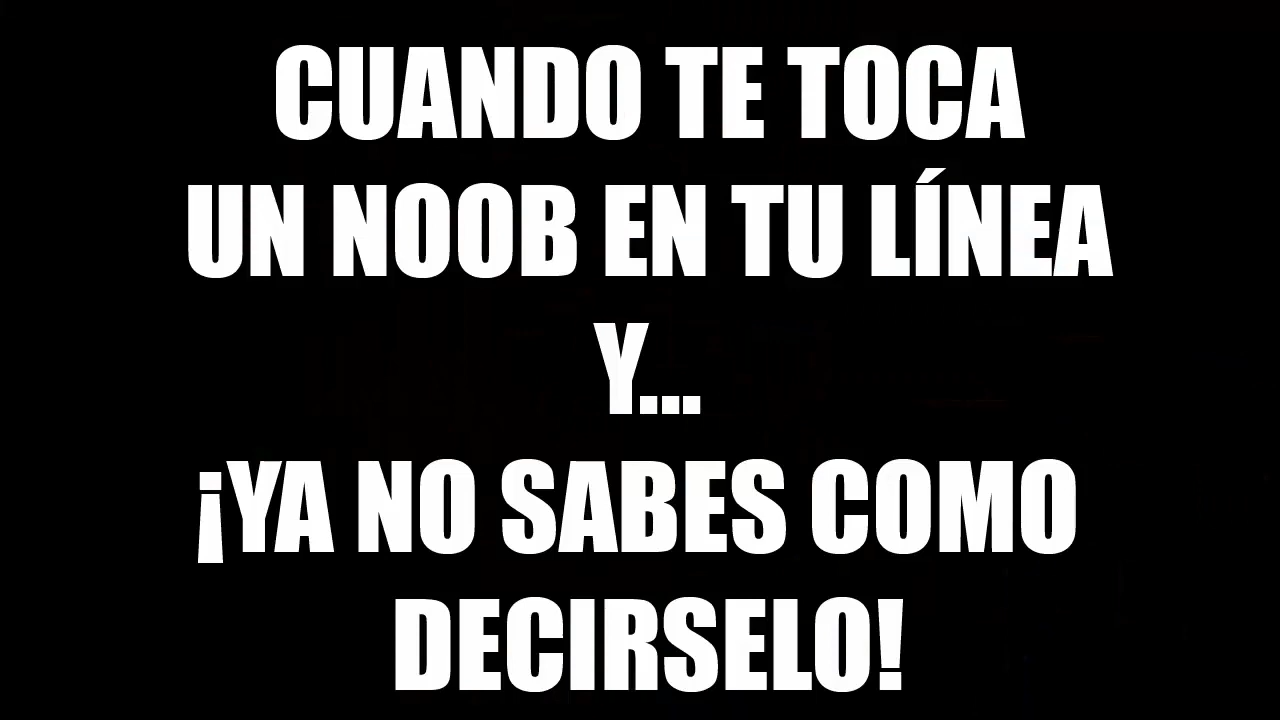 CUANDO TE TOCA
UN NOOB EN TU LÍNEA
Y...
¡YA NO SABES COMO
DECIRSELO!